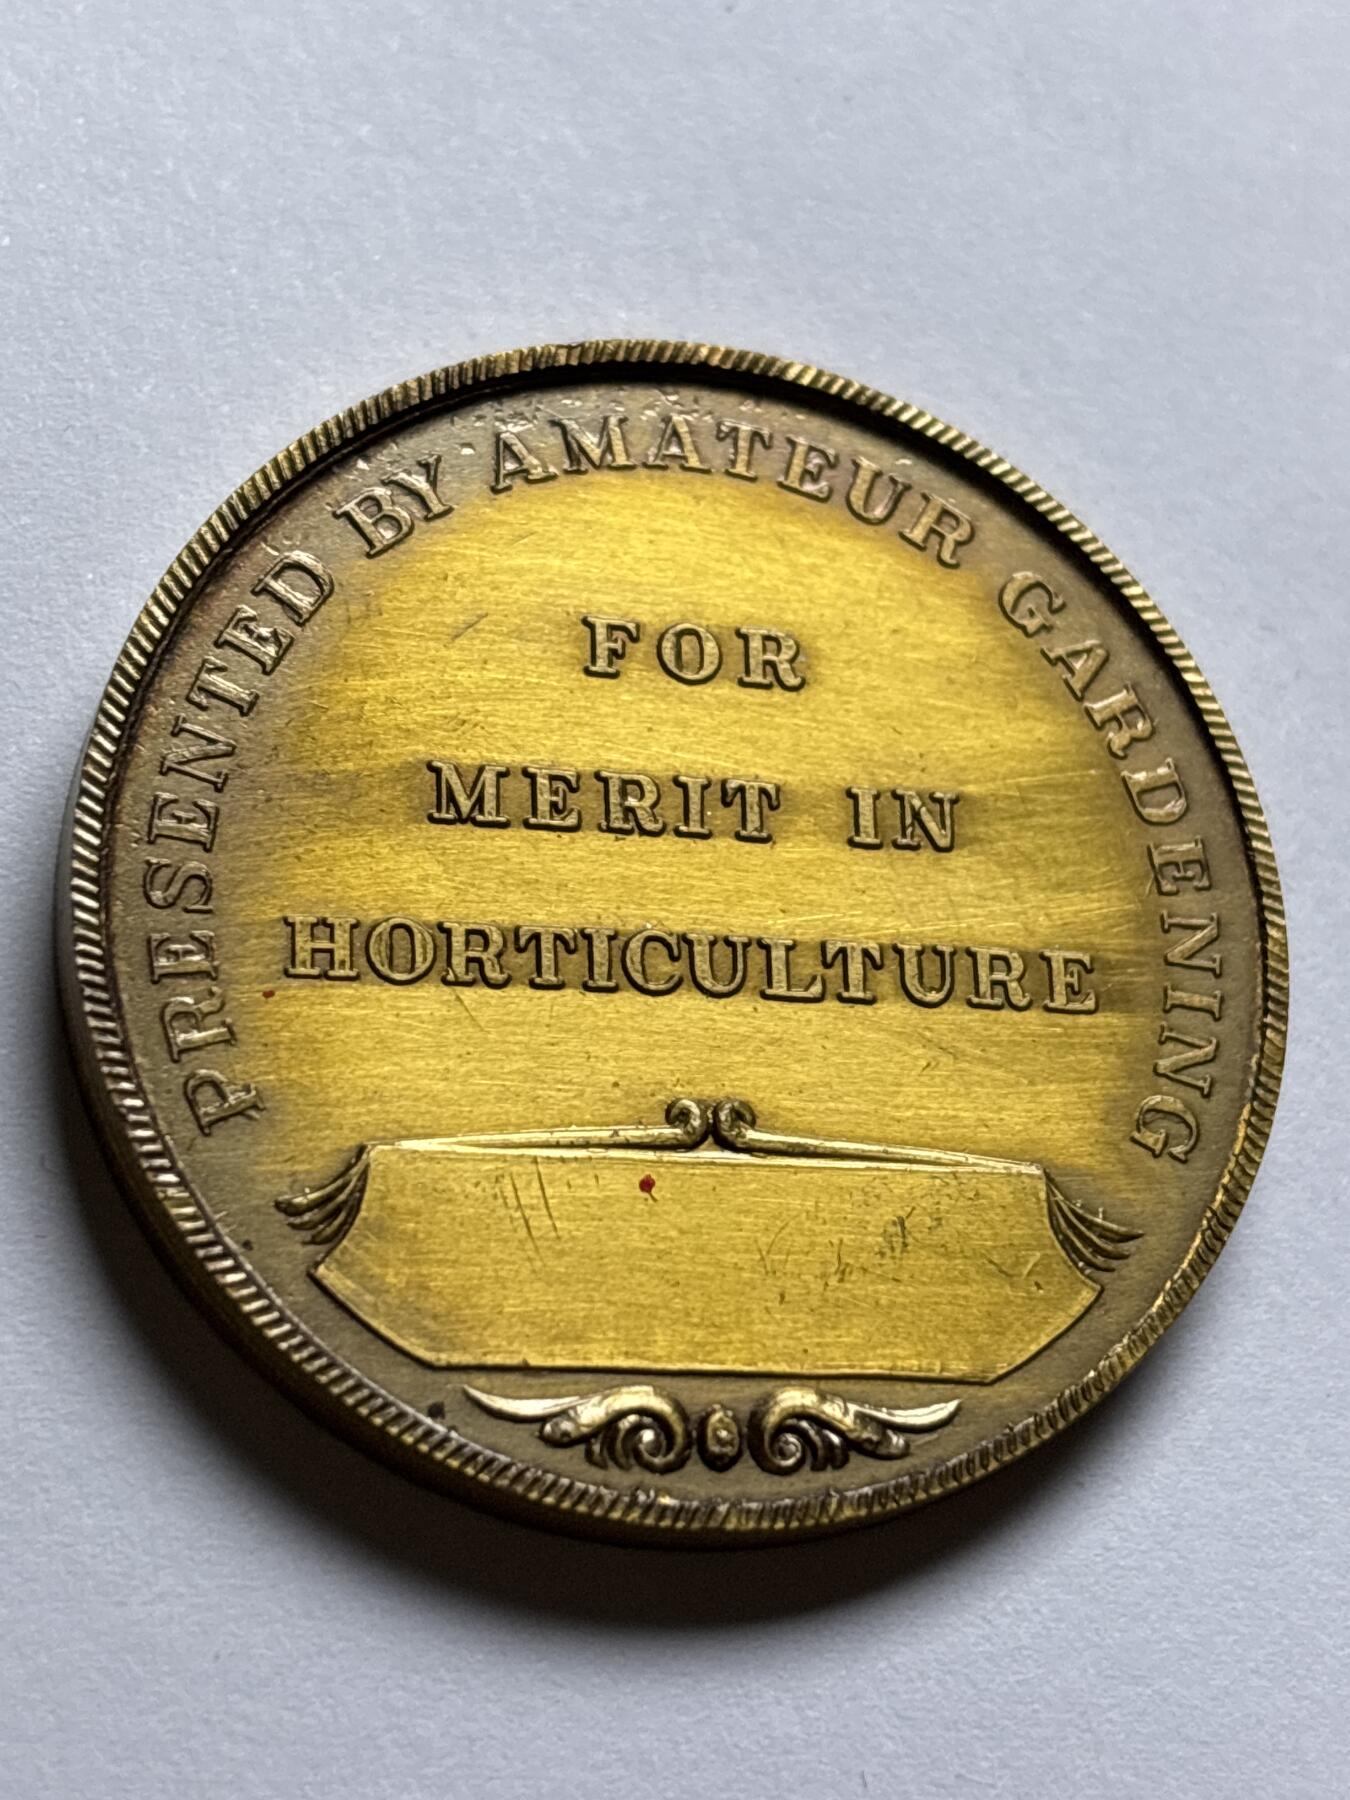 PRESENTED BY AMATEUR GARDENING
FOR
MERIT IN
HORTICULTURE